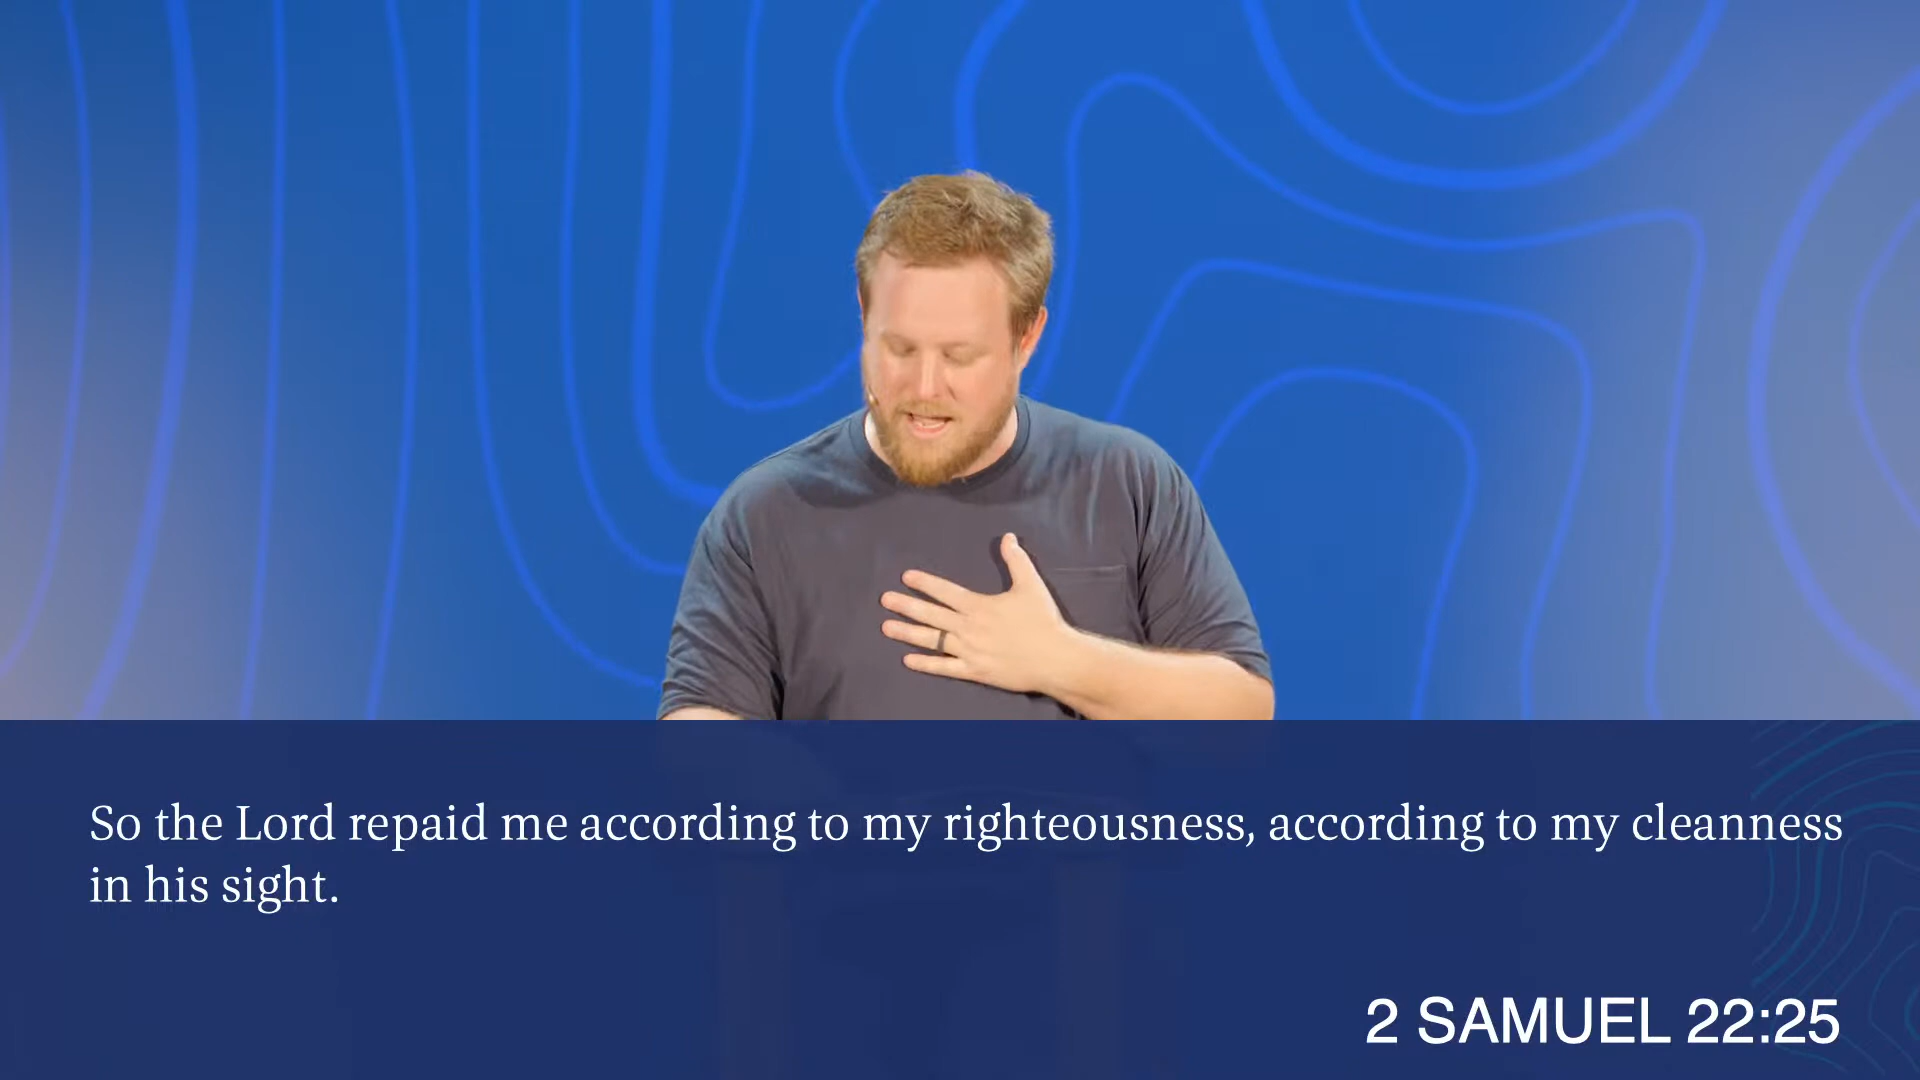 So the Lord repaid me according to my righteousness, according to my cleanness
in his sight.
2 SAMUEL 22:25